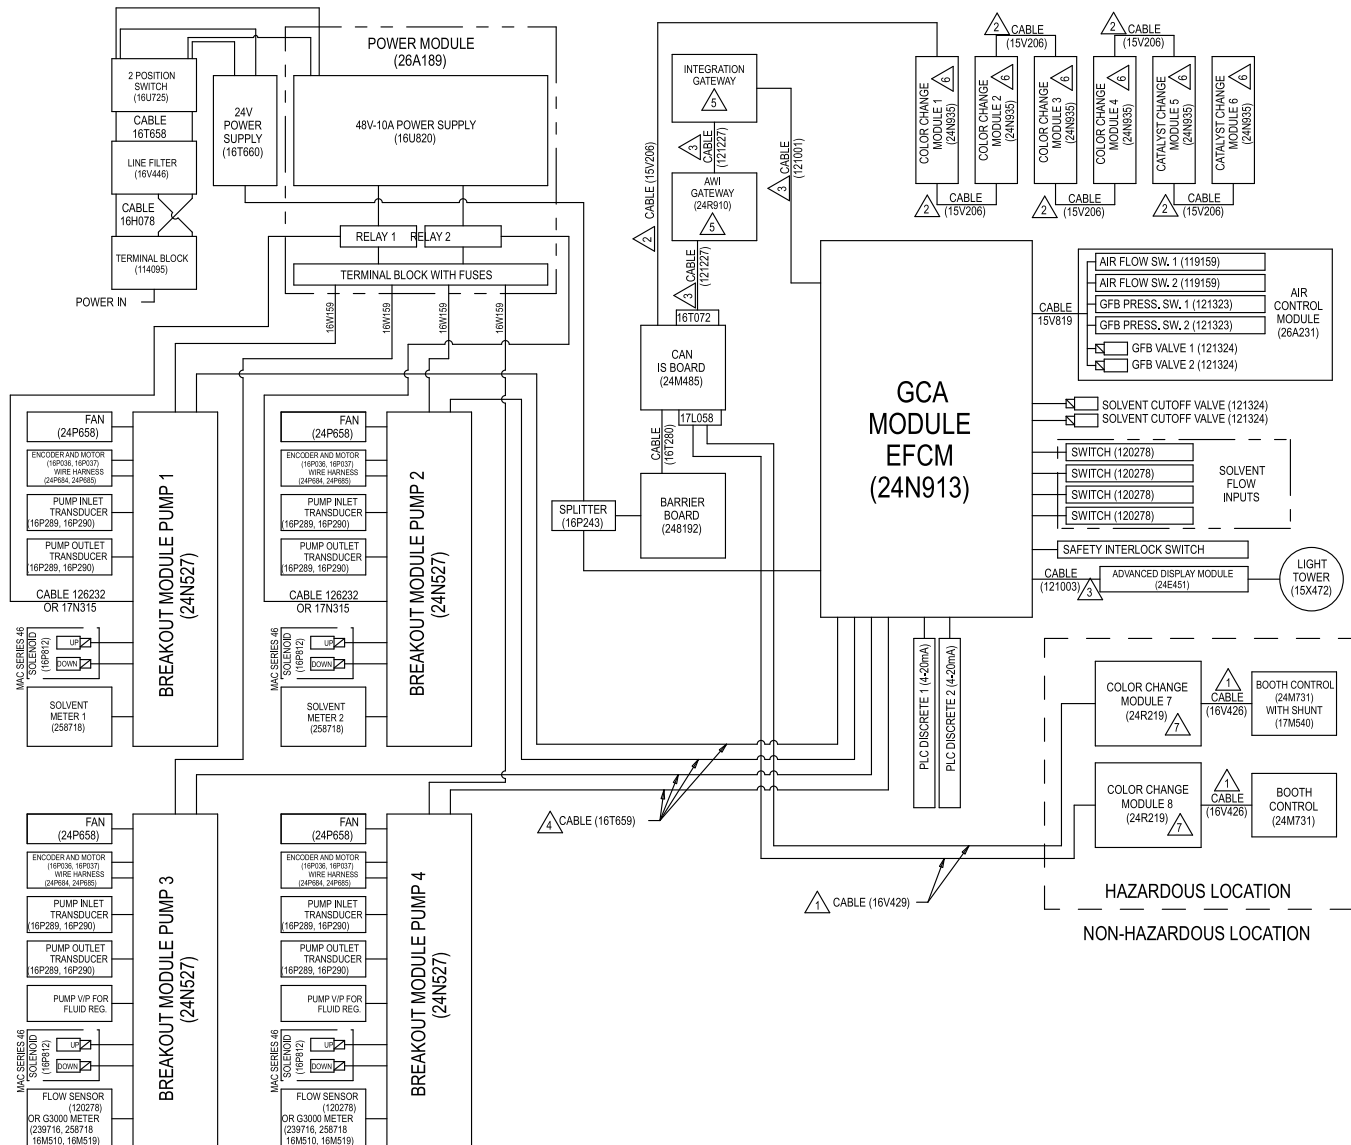 POWER MODULE
(26A189)
2 POSITION
SWITCH
(16U725)
CABLE
16T658
LINE FILTER
(16V446)
CABLE
16H078
TERMINAL BLOCK
(114095)
POWER IN
24V
POWER
SUPPLY
(16T660)
48V-10A POWER SUPPLY
(16U820)
RELAY 1
RELAY 2
TERMINAL BLOCK WITH FUSES
16W159
16W159
16W159
16W159
INTEGRATION
GATEWAY
5
3
CABLE
(121227)
AWI
GATEWAY
(24R910)
5
3
CABLE
(121227)
3
CABLE
(121001)
2
CABLE (15V206)
16T072
CAN
IS BOARD
(24M485)
17L058
CABLE
(16T280)
BARRIER
BOARD
(248192)
SPLITTER
(16P243)
2
CABLE
(15V206)
2
CABLE
(15V206)
COLOR CHANGE
MODULE 1
(24N935)
6
COLOR CHANGE
MODULE 2
(24N935)
6
COLOR CHANGE
MODULE 3
(24N935)
6
COLOR CHANGE
MODULE 4
(24N935)
6
CATALYST CHANGE
MODULE 5
(24N935)
6
CATALYST CHANGE
MODULE 6
(24N935)
6
2
CABLE
(15V206)
2
CABLE
(15V206)
2
CABLE
(15V206)
GCA
MODULE
EFCM
(24N913)
CABLE
15V819
AIR FLOW SW. 1 (119159)
AIR FLOW SW. 2 (119159)
GFB PRESS. SW. 1 (121323)
GFB PRESS. SW. 2 (121323)
GFB VALVE 1 (121324)
GFB VALVE 2 (121324)
AIR
CONTROL
MODULE
(26A231)
SOLVENT CUTOFF VALVE (121324)
SOLVENT CUTOFF VALVE (121324)
SWITCH (120278)
SWITCH (120278)
SWITCH (120278)
SWITCH (120278)
SOLVENT
FLOW
INPUTS
SAFETY INTERLOCK SWITCH
CABLE
(121003)
3
ADVANCED DISPLAY MODULE
(24E451)
LIGHT
TOWER
(15X472)
PLC DISCRETE 1 (4-20mA)
PLC DISCRETE 2 (4-20mA)
COLOR CHANGE
MODULE 7
(24R219)
7
1
CABLE
(16V426)
BOOTH CONTROL
(24M731)
WITH SHUNT
(17M540)
COLOR CHANGE
MODULE 8
(24R219)
7
1
CABLE
(16V426)
BOOTH
CONTROL
(24M731)
HAZARDOUS LOCATION
NON-HAZARDOUS LOCATION
4 CABLE (16T659)
1 CABLE (16V429)
FAN
(24P658)
ENCODER AND MOTOR
(16P036, 16P037)
WIRE HARNESS
(24P684, 24P685)
PUMP INLET
TRANSDUCER
(16P289, 16P290)
PUMP OUTLET
TRANSDUCER
(16P289, 16P290)
CABLE 126232
OR 17N315
MAC SERIES 46
SOLENOID
(16P812)
UP
DOWN
SOLVENT
METER 1
(258718)
BREAKOUT MODULE PUMP 1
(24N527)
FAN
(24P658)
ENCODER AND MOTOR
(16P036, 16P037)
WIRE HARNESS
(24P684, 24P685)
PUMP INLET
TRANSDUCER
(16P289, 16P290)
PUMP OUTLET
TRANSDUCER
(16P289, 16P290)
CABLE 126232
OR 17N315
MAC SERIES 46
SOLENOID
(16P812)
UP
DOWN
SOLVENT
METER 2
(258718)
BREAKOUT MODULE PUMP 2
(24N527)
FAN
(24P658)
ENCODER AND MOTOR
(16P036, 16P037)
WIRE HARNESS
(24P684, 24P685)
PUMP INLET
TRANSDUCER
(16P289, 16P290)
PUMP OUTLET
TRANSDUCER
(16P289, 16P290)
PUMP V/P FOR
FLUID REG.
MAC SERIES 46
SOLENOID
(16P812)
UP
DOWN
FLOW SENSOR
(120278)
OR G3000 METER
(239716, 258718
16M510, 16M519)
BREAKOUT MODULE PUMP 3
(24N527)
FAN
(24P658)
ENCODER AND MOTOR
(16P036, 16P037)
WIRE HARNESS
(24P684, 24P685)
PUMP INLET
TRANSDUCER
(16P289, 16P290)
PUMP OUTLET
TRANSDUCER
(16P289, 16P290)
PUMP V/P FOR
FLUID REG.
MAC SERIES 46
SOLENOID
(16P812)
UP
DOWN
FLOW SENSOR
(120278)
OR G3000 METER
(239716, 258718
16M510, 16M519)
BREAKOUT MODULE PUMP 4
(24N527)